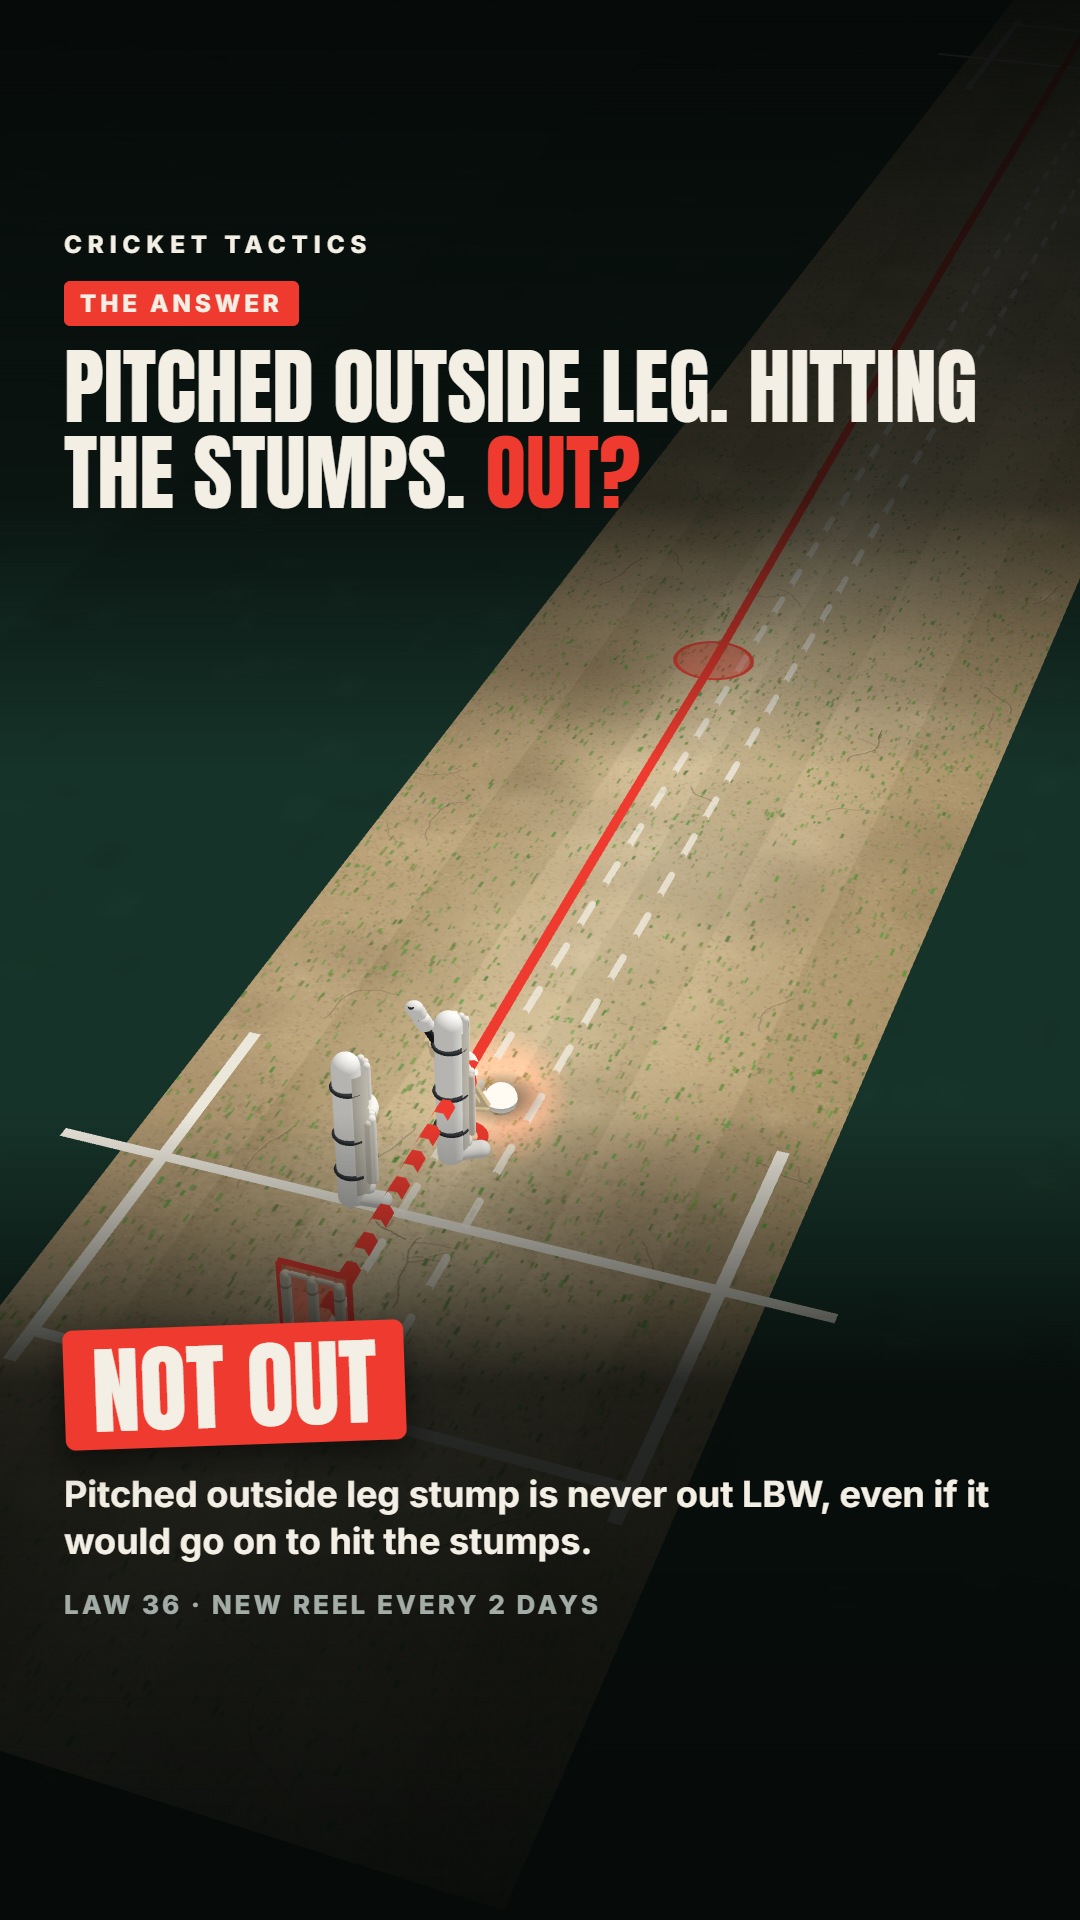 CRICKET TACTICS
THE ANSWER
PITCHED OUTSIDE LEG. HITTING
THE STUMPS. OUT?
NOT OUT
Pitched outside leg stump is never out LBW, even if it
would go on to hit the stumps.
LAW 36 · NEW REEL EVERY 2 DAYS